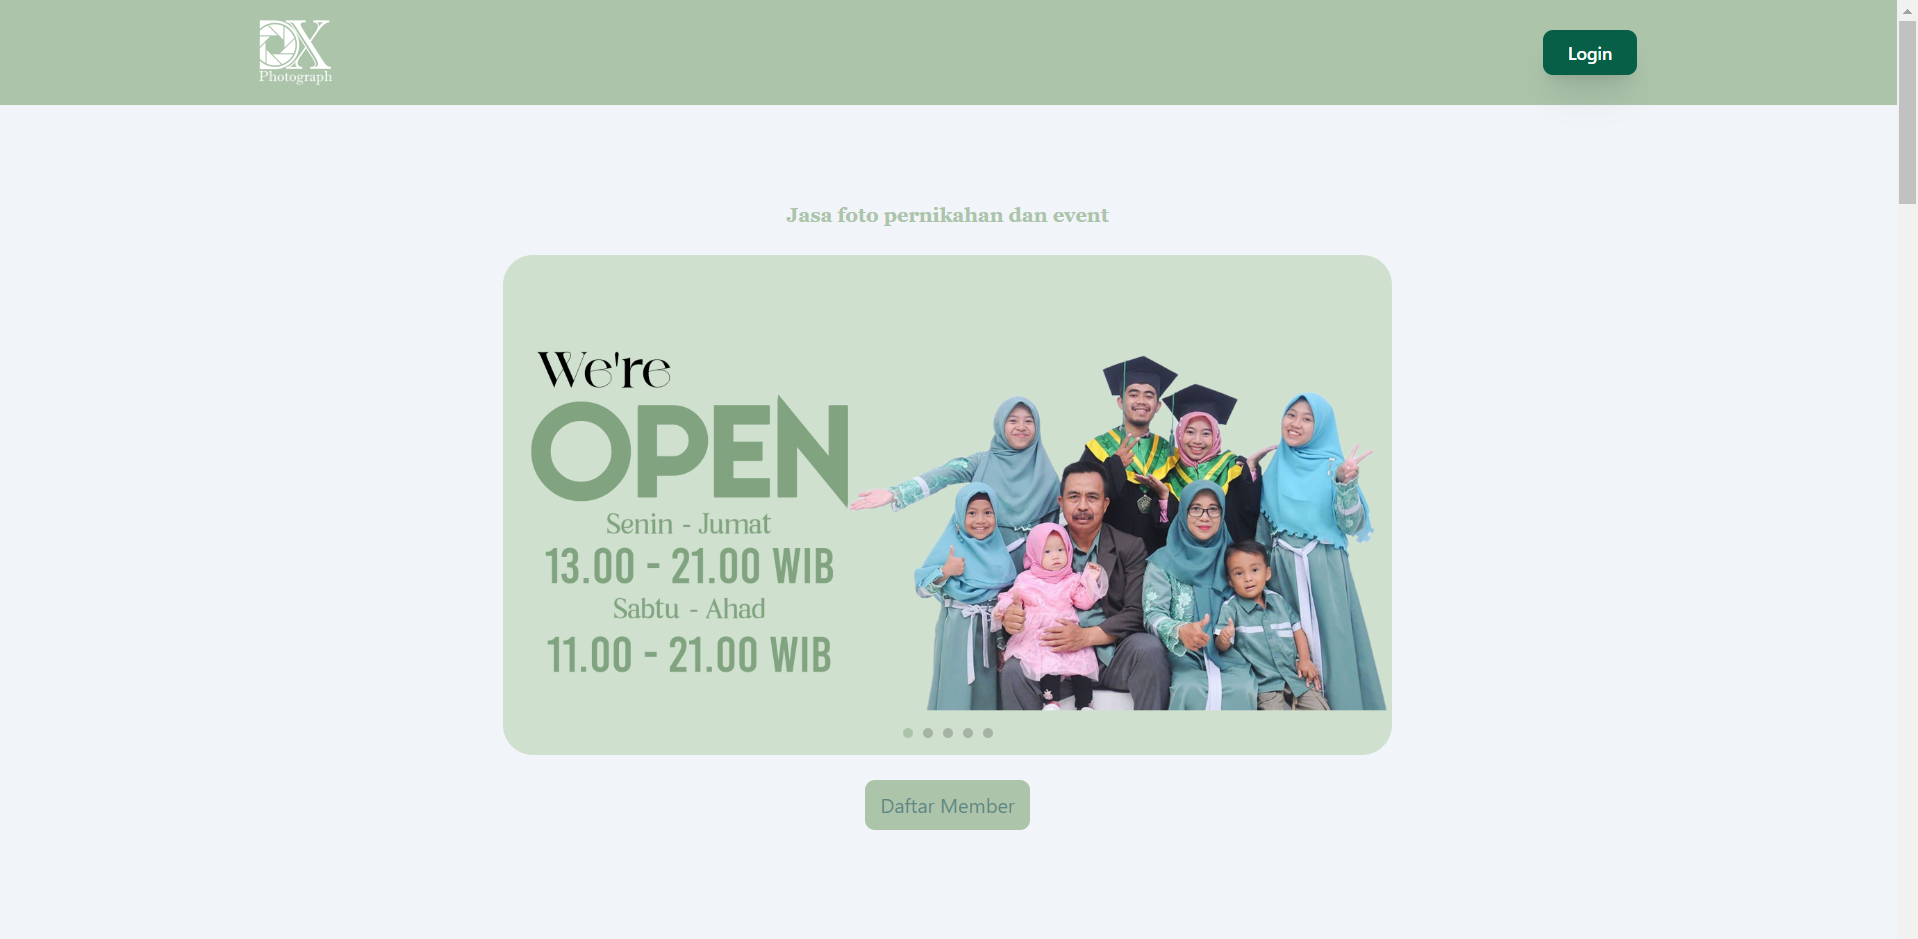 DX
Photograph
Login
Jasa foto pernikahan dan event
We're
OPEN
Senin - Jumat
13.00 - 21.00 WIB
Sabtu - Ahad
11.00 - 21.00 WIB
Daftar Member